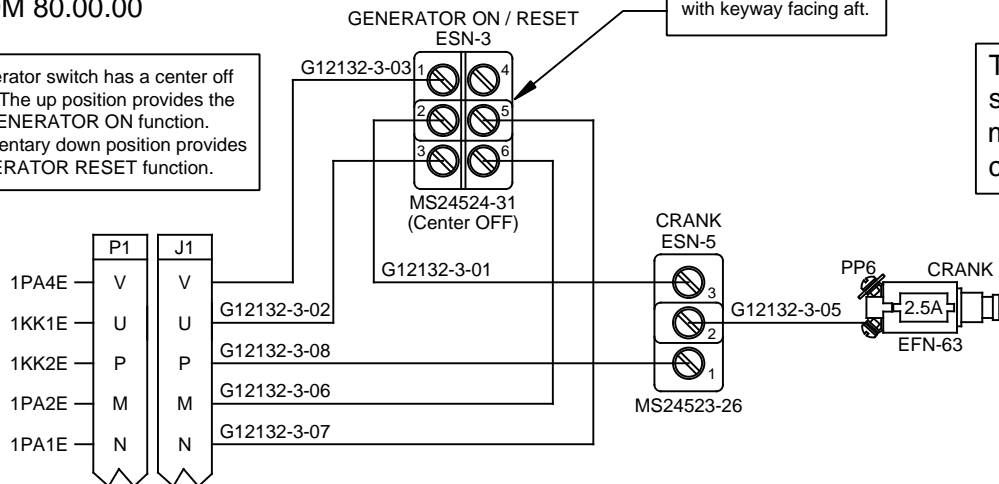 DM 80.00.00
with keyway facing aft.
GENERATOR ON / RESET
ESN-3
erator switch has a center off
The up position provides the
ENERATOR ON function.
entary down position provides
ERATOR RESET function.
G12132-3-03
1
4
2
5
3
6
MS24524-31
(Center OFF)
T
s
n
c
CRANK
ESN-5
P1
J1
1PA4E
V
V
G12132-3-01
3
PP6
CRANK
1KK1E
U
U
G12132-3-02
2
G12132-3-05
2.5A
EFN-63
1KK2E
P
P
G12132-3-08
1
MS24523-26
1PA2E
M
M
G12132-3-06
1PA1E
N
N
G12132-3-07